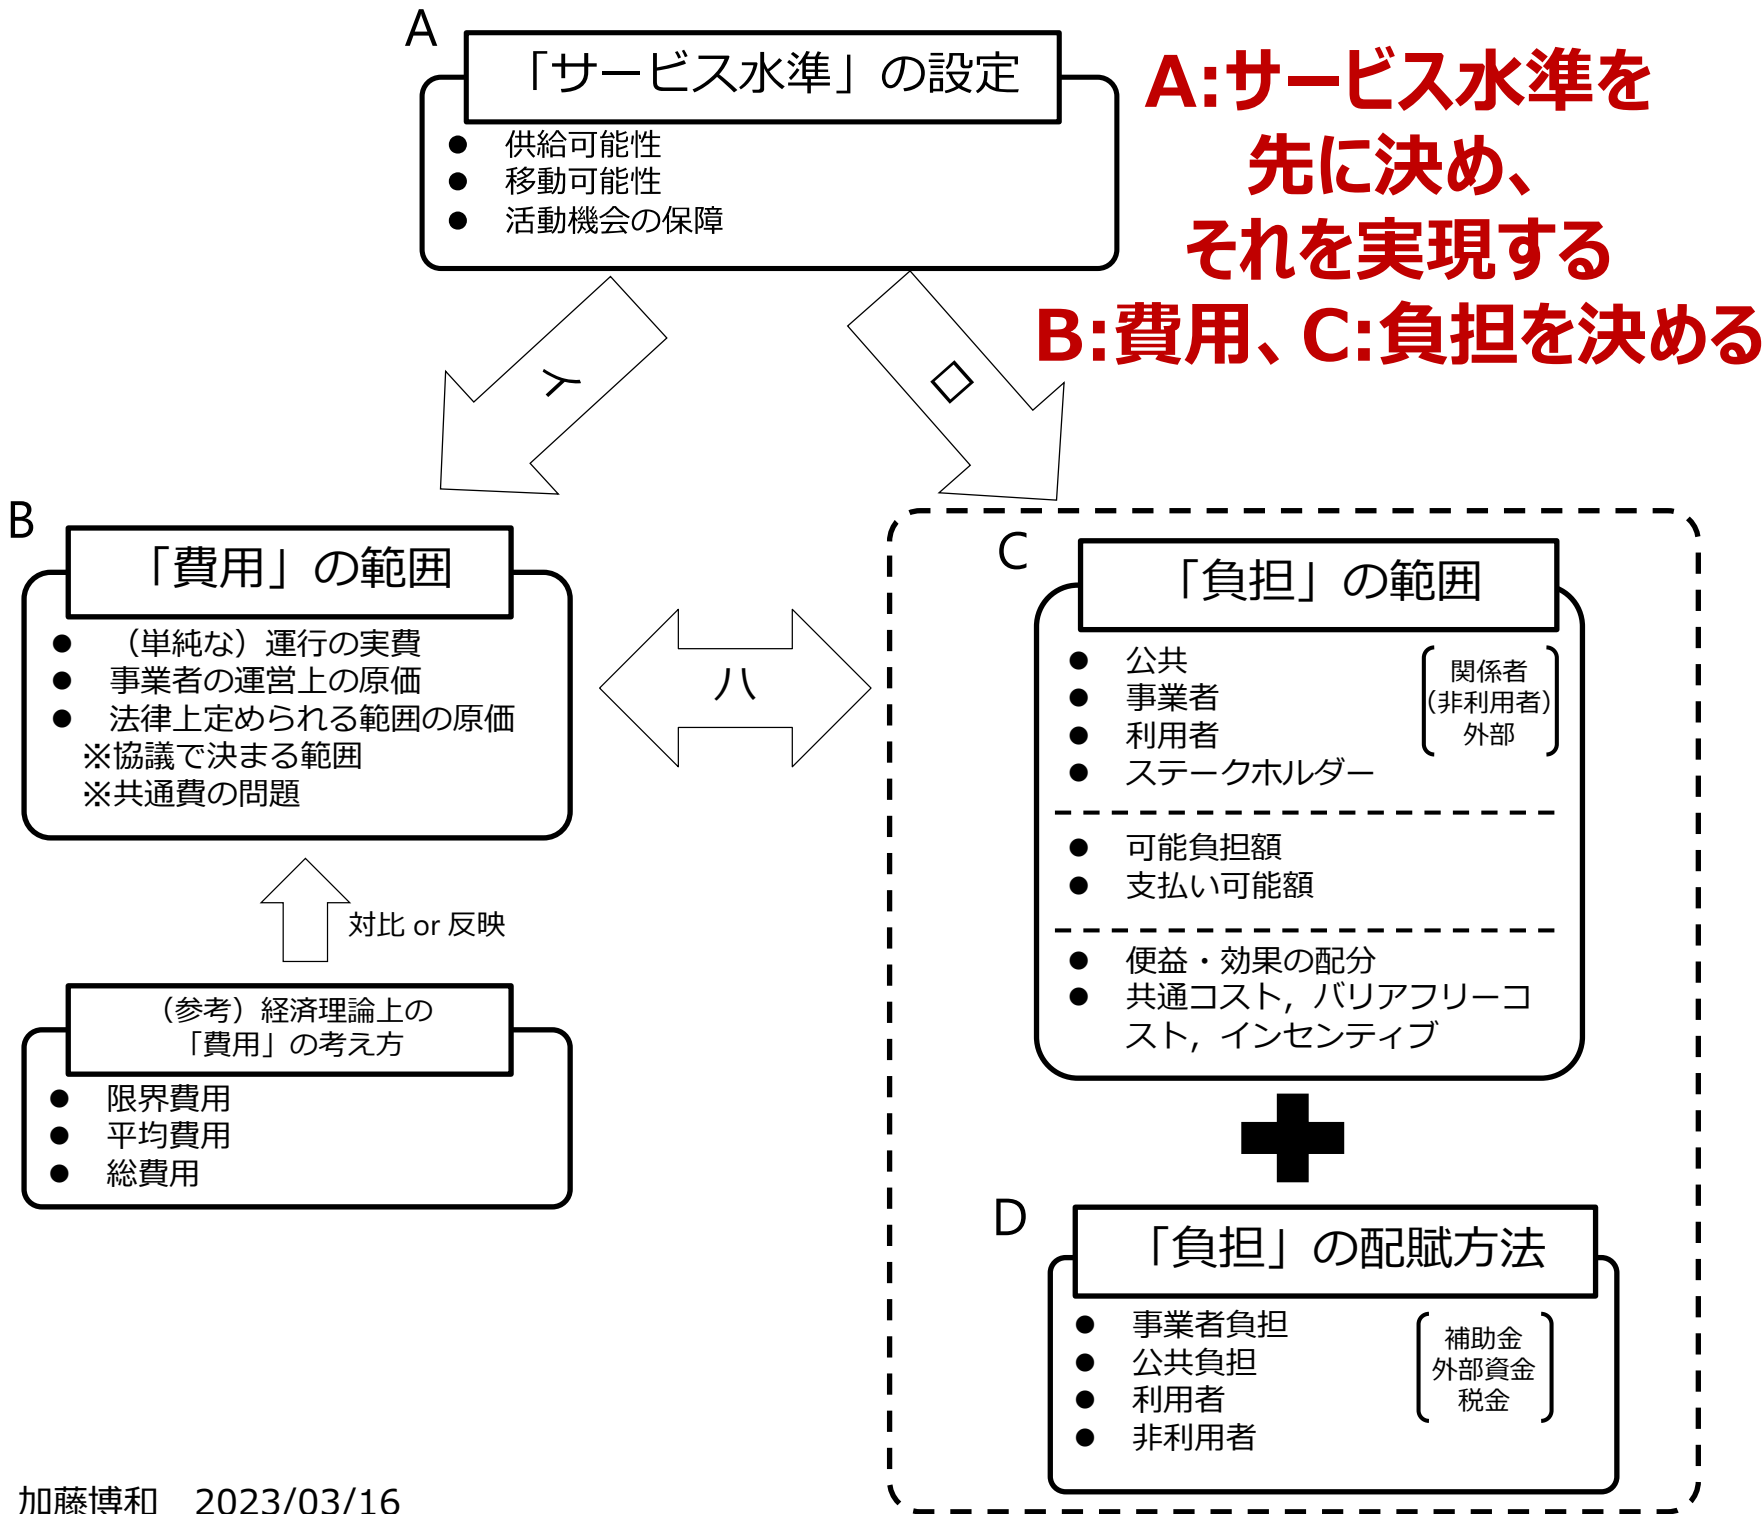 A
「サービス水準」の設定
● 供給可能性
● 移動可能性
● 活動機会の保障
A:サービス水準を
先に決め、
それを実現する
B:費用、C:負担を決める
イ
ロ
B
「費用」の範囲
● （単純な）運行の実費
● 事業者の運営上の原価
● 法律上定められる範囲の原価
※協議で決まる範囲
※共通費の問題
ハ
対比 or 反映
（参考）経済理論上の
「費用」の考え方
● 限界費用
● 平均費用
● 総費用
C
「負担」の範囲
● 公共
● 事業者
● 利用者
● ステークホルダー
関係者
（非利用者）
外部
● 可能負担額
● 支払い可能額
● 便益・効果の配分
● 共通コスト，バリアフリーコ
スト，インセンティブ
D
「負担」の配賦方法
● 事業者負担
● 公共負担
● 利用者
● 非利用者
補助金
外部資金
税金
加藤博和　2023/03/16